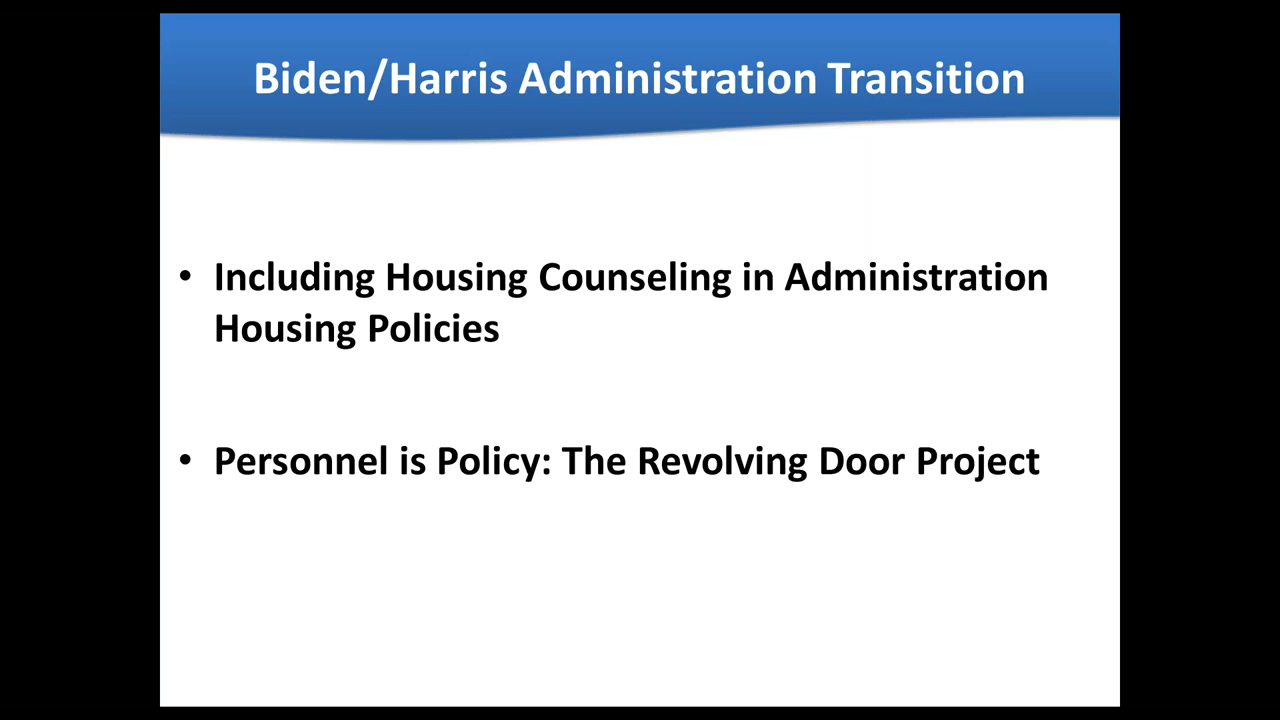 Biden/Harris Administration Transition
• Including Housing Counseling in Administration
Housing Policies
• Personnel is Policy: The Revolving Door Project